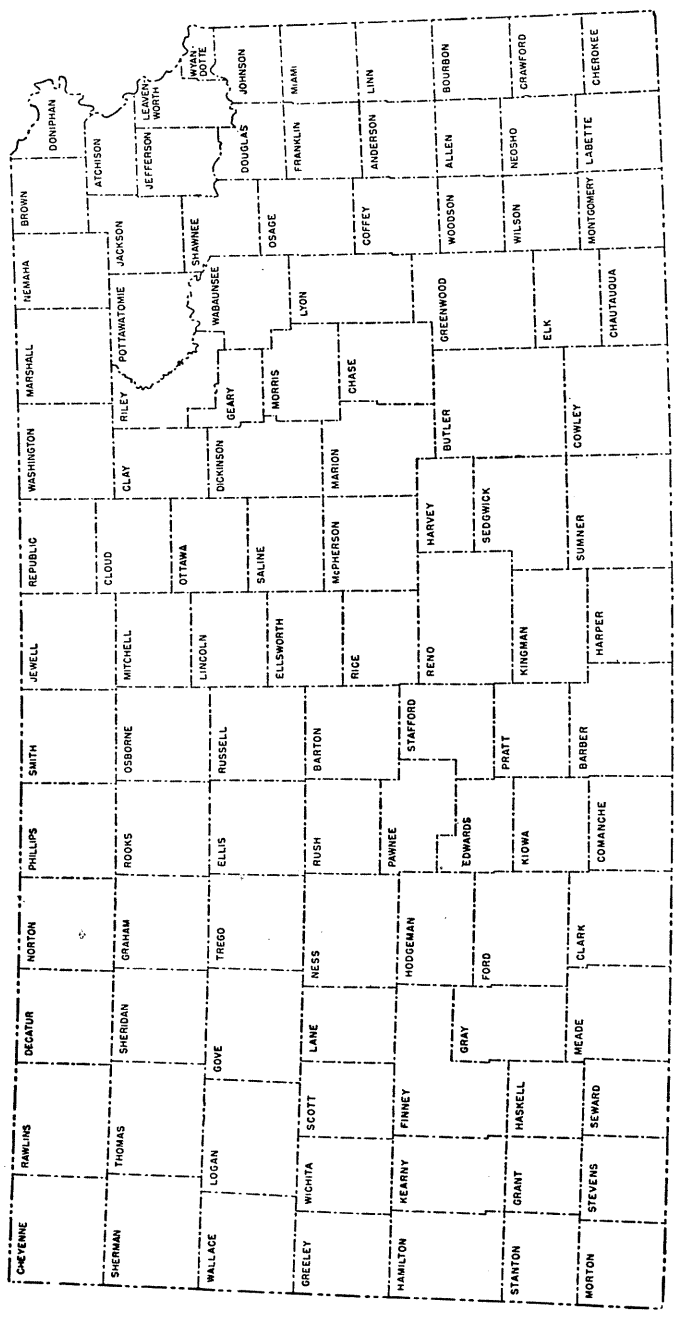 CHEYENNE
RAWLINS
DECATUR
NORTON
PHILLIPS
SMITH
JEWELL
REPUBLIC
WASHINGTON
MARSHALL
NEMAHA
BROWN
DONIPHAN
SHERMAN
THOMAS
SHERIDAN
GRAHAM
ROOKS
OSBORNE
MITCHELL
CLOUD
CLAY
RILEY
POTTAWATOMIE
JACKSON
ATCHISON
JEFFERSON
LEAVEN-
WORTH
WYAN-
DOTTE
WALLACE
LOGAN
GOVE
TREGO
ELLIS
RUSSELL
LINCOLN
OTTAWA
DICKINSON
GEARY
WABAUNSEE
SHAWNEE
DOUGLAS
JOHNSON
ELLSWORTH
SALINE
MORRIS
LYON
OSAGE
FRANKLIN
MIAMI
GREELEY
WICHITA
SCOTT
LANE
NESS
RUSH
BARTON
RICE
McPHERSON
MARION
CHASE
COFFEY
ANDERSON
LINN
HAMILTON
KEARNY
FINNEY
HODGEMAN
PAWNEE
STAFFORD
RENO
HARVEY
BUTLER
GREENWOOD
WOODSON
ALLEN
BOURBON
GRAY
FORD
EDWARDS
PRATT
KINGMAN
SEDGWICK
ELK
WILSON
NEOSHO
CRAWFORD
STANTON
GRANT
HASKELL
KIOWA
MORTON
STEVENS
SEWARD
MEADE
CLARK
COMANCHE
BARBER
HARPER
SUMNER
COWLEY
CHAUTAUQUA
MONTGOMERY
LABETTE
CHEROKEE